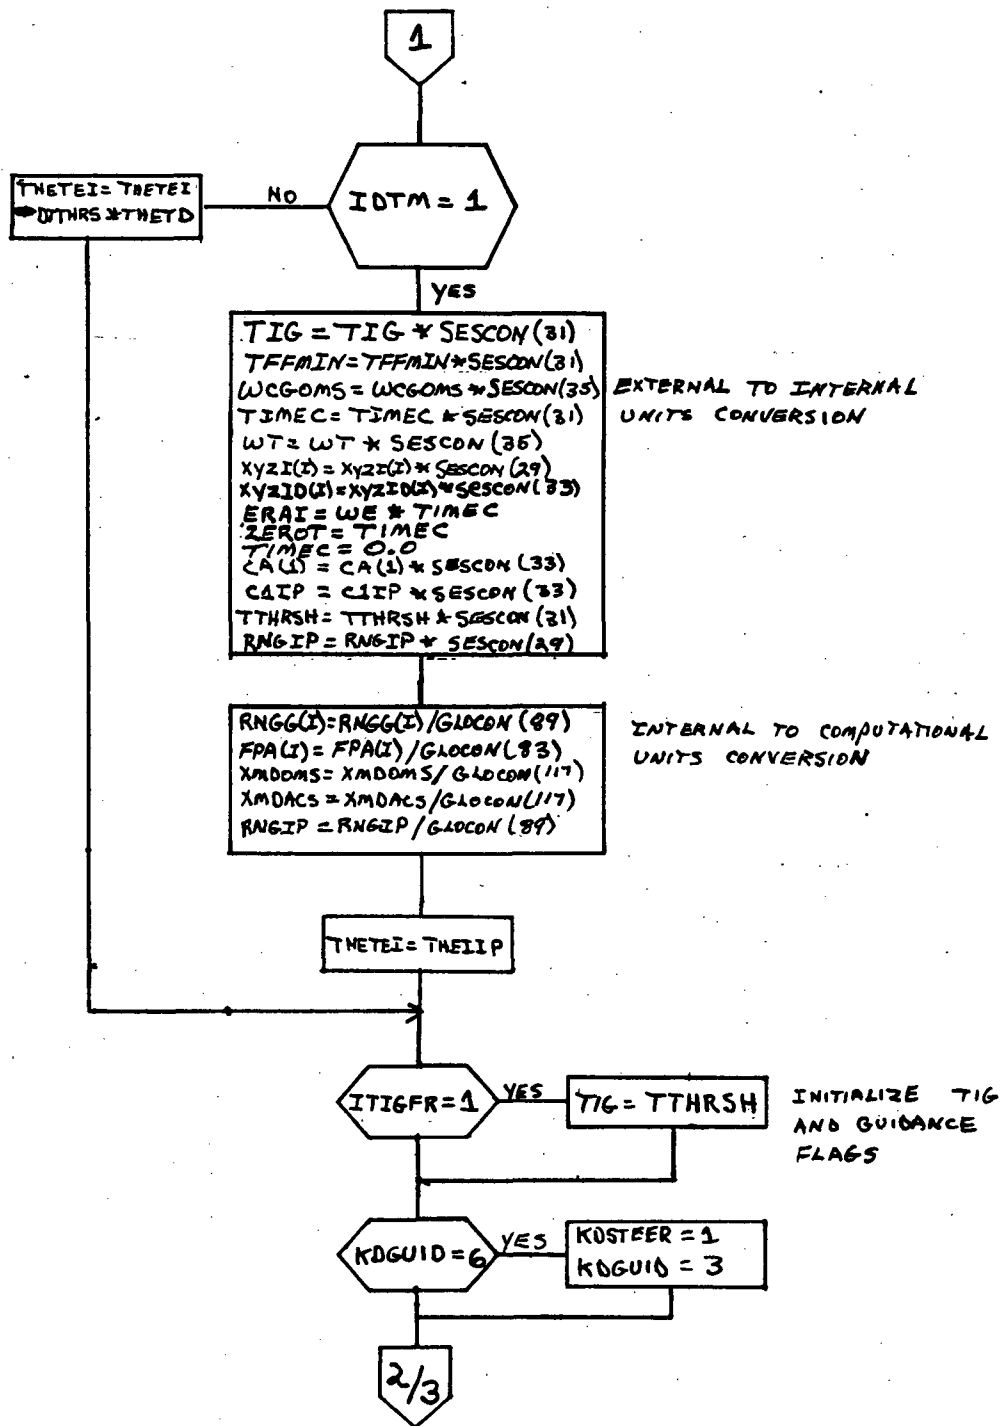 1
IDTM = 1
NO
THETEI = THETEI
DTTHRS * THETD
YES
TIG = TIG * SESCON(31)
TFFMIN = TFFMIN * SESCON(31)
WCGOMS = WCGOMS * SESCON(35)
TIMEC = TIMEC * SESCON(31)
WT = WT * SESCON(35)
XYZI(I) = XYZI(I) * SESCON(29)
XYZID(I) = XYZID(I) * SESCON(33)
ERAI = WE * TIMEC
ZEROT = TIMEC
TIMEC = 0.0
CA(1) = CA(1) * SESCON(33)
C1IP = C1IP * SESCON(33)
TTHRSH = TTHRSH * SESCON(31)
RNGIP = RNGIP * SESCON(29)
EXTERNAL TO INTERNAL
UNITS CONVERSION
RNGG(I) = RNGG(I) / GLOCON(89)
FPA(I) = FPA(I) / GLOCON(83)
XMDOMS = XMDOMS / GLOCON(117)
XMDACS = XMDACS / GLOCON(117)
RNGIP = RNGIP / GLOCON(89)
INTERNAL TO COMPUTATIONAL
UNITS CONVERSION
THETEI = THEIIP
ITIGFR = 1
YES
TIG = TTHRSH
INITIALIZE TIG
AND GUIDANCE
FLAGS
KDGUID = 6
YES
KDSTEER = 1
KDGUID = 3
2/3